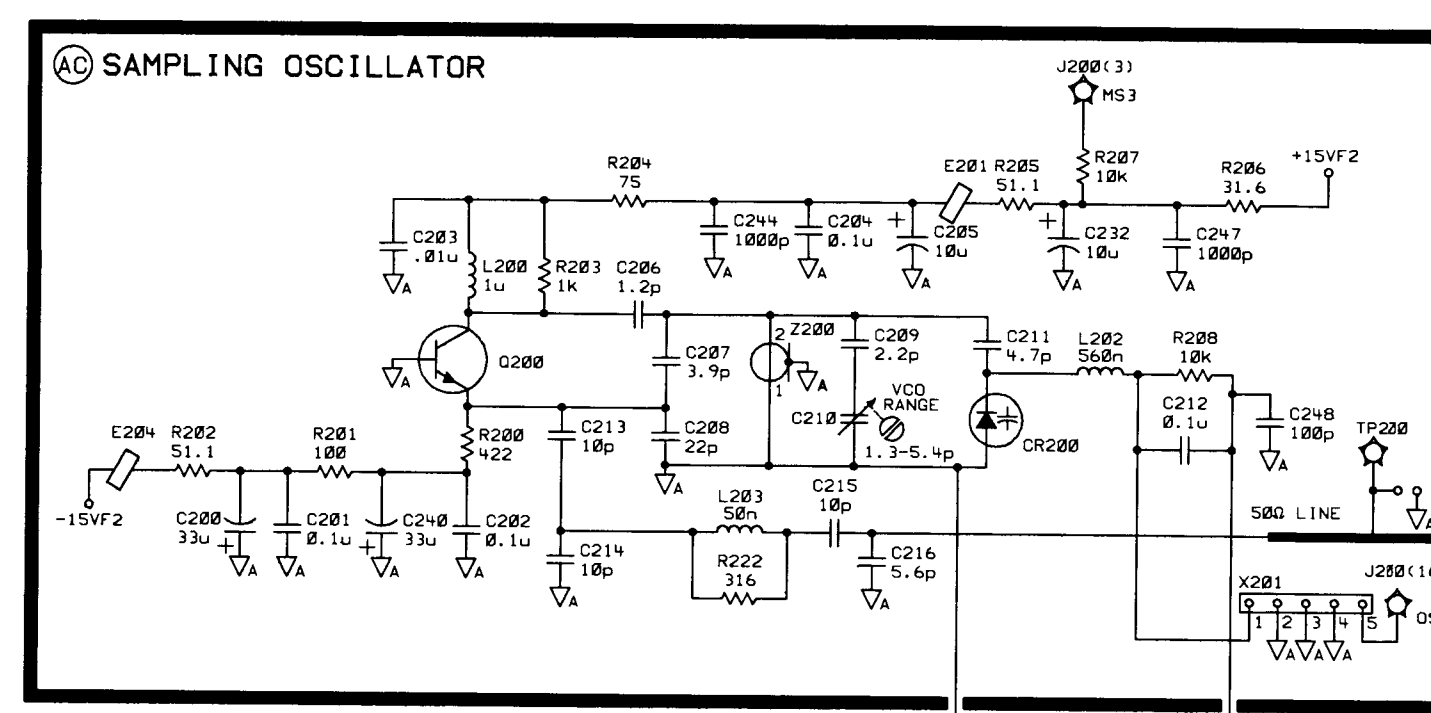 AC SAMPLING OSCILLATOR
J200(3)
MS3
R204
75
E201 R205
51.1
R207
10k
R206
31.6
+15VF2
C203
.01u
L200
1u
R203
1k
C206
1.2p
C244
1000p
C204
0.1u
+
C205
10u
+
C232
10u
C247
1000p
A
A
A
A
A
A
Q200
A
C207
3.9p
2 Z200
1
A
C209
2.2p
C211
4.7p
L202
560n
R208
10k
C210
VCO
RANGE
1.3-5.4p
CR200
C212
0.1u
C248
100p
A
TP200
E204
R202
51.1
R201
100
R200
422
C213
10p
C208
22p
A
-15VF2
C200
33u
+
C201
0.1u
C240
33u
+
C202
0.1u
A
A
A
A
C214
10p
A
L203
50n
R222
316
C215
10p
C216
5.6p
A
50Ω LINE
A
X201
1 2 3 4 5
A A A
J200(16
OS